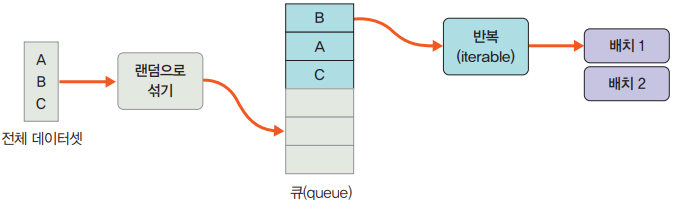 A
B
C
전체 데이터셋
랜덤으로
섞기
B
A
C
큐(queue)
반복
(iterable)
배치 1
배치 2